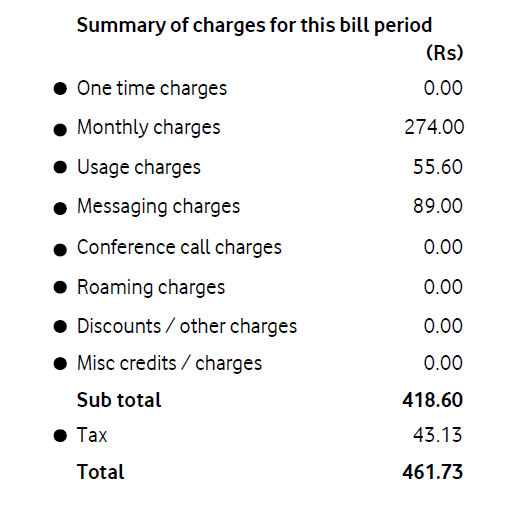 Summary of charges for this bill period
(Rs)
● One time charges 0.00
● Monthly charges 274.00
● Usage charges 55.60
● Messaging charges 89.00
● Conference call charges 0.00
● Roaming charges 0.00
● Discounts / other charges 0.00
● Misc credits / charges 0.00
Sub total 418.60
● Tax 43.13
Total 461.73